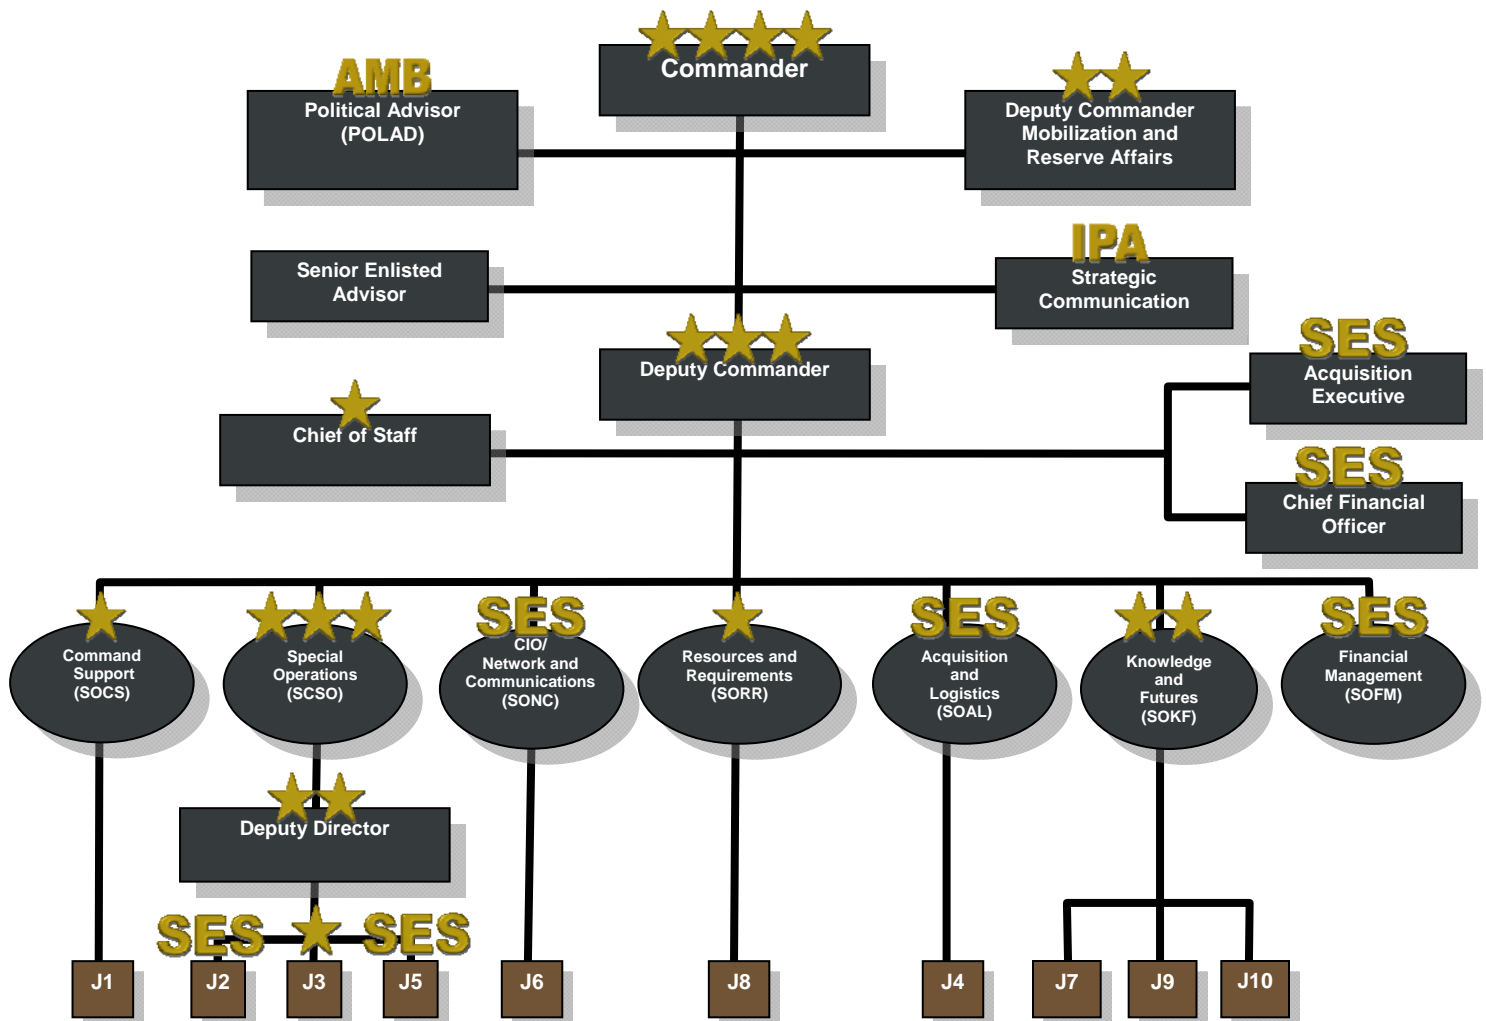 Commander
AMB
Political Advisor
(POLAD)
Deputy Commander
Mobilization and
Reserve Affairs
Senior Enlisted
Advisor
IPA
Strategic
Communication
Deputy Commander
SES
Acquisition
Executive
Chief of Staff
SES
Chief Financial
Officer
Command
Support
(SOCS)
Special
Operations
(SCSO)
SES
CIO/
Network and
Communications
(SONC)
Resources and
Requirements
(SORR)
SES
Acquisition
and
Logistics
(SOAL)
Knowledge
and
Futures
(SOKF)
SES
Financial
Management
(SOFM)
Deputy Director
SES
SES
J1
J2
J3
J5
J6
J8
J4
J7
J9
J10